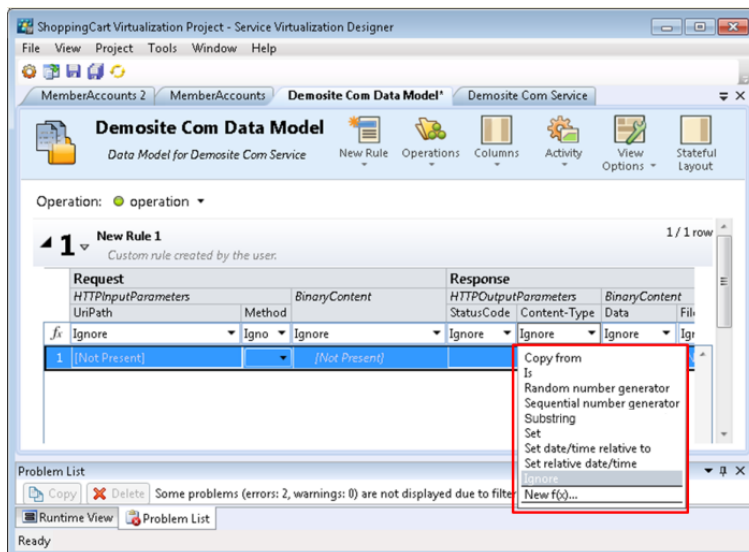 ShoppingCart Virtualization Project - Service Virtualization Designer
File View Project Tools Window Help
MemberAccounts 2 MemberAccounts Demosite Com Data Model* Demosite Com Service
Demosite Com Data Model
Data Model for Demosite Com Service
New Rule Operations Columns Activity View Options Stateful Layout
Operation: operation
1 New Rule 1 1 / 1 row
Custom rule created by the user.
Request Response
HTTPInputParameters BinaryContent HTTPOutputParameters BinaryContent
UriPath Method StatusCode Content-Type Data Fil
fx Ignore Igno Ignore Ignore Ignore Ignore Igr
1 [Not Present] [Not Present]
Copy from
Is
Random number generator
Sequential number generator
Substring
Set
Set date/time relative to
Set relative date/time
Ignore
New f(x)...
Problem List
Copy Delete Some problems (errors: 2, warnings: 0) are not displayed due to filter
Runtime View Problem List
Ready